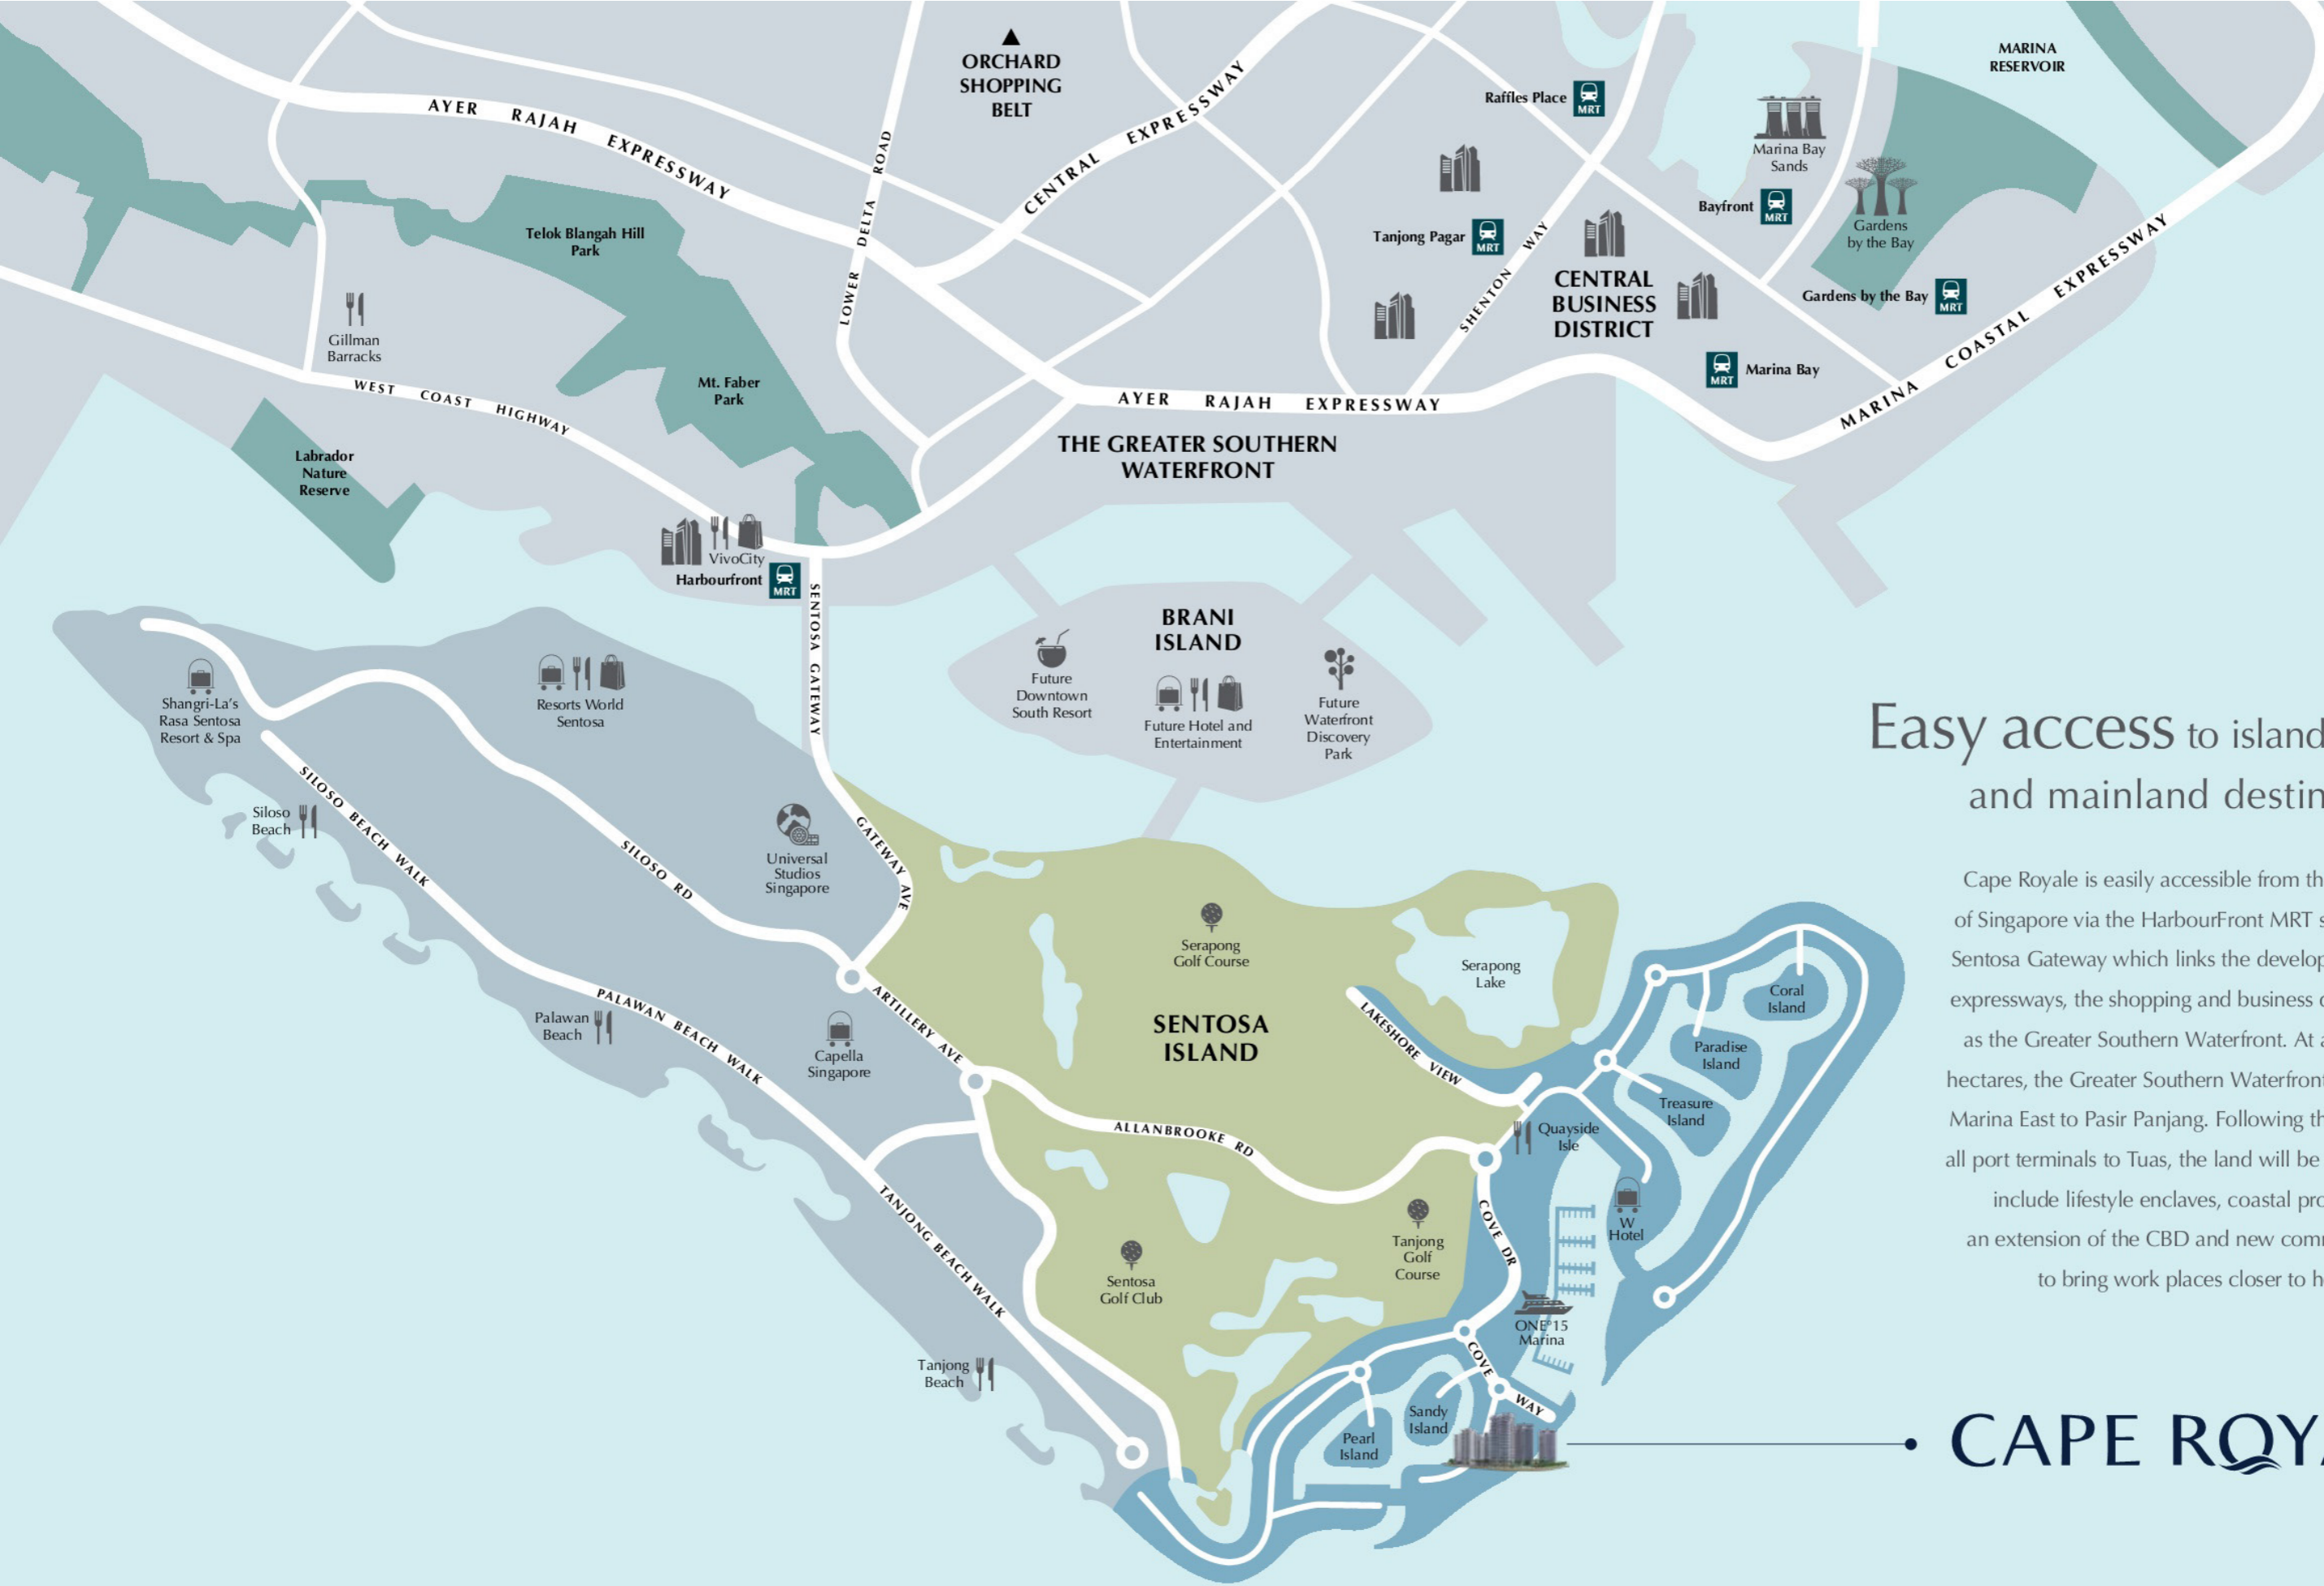 MARINA
RESERVOIR
ORCHARD
SHOPPING
BELT
AYER RAJAH EXPRESSWAY
LOWER DELTA ROAD
CENTRAL EXPRESSWAY
Raffles Place
MRT
Marina Bay
Sands
Bayfront
MRT
Gardens
by the Bay
Tanjong Pagar
MRT
SHENTON WAY
CENTRAL
BUSINESS
DISTRICT
Gardens by the Bay
MRT
MRT
Marina Bay
MARINA COASTAL EXPRESSWAY
Telok Blangah Hill
Park
Gillman
Barracks
WEST COAST HIGHWAY
Mt. Faber
Park
AYER RAJAH EXPRESSWAY
THE GREATER SOUTHERN
WATERFRONT
Labrador
Nature
Reserve
VivoCity
Harbourfront
MRT
SENTOSA GATEWAY
BRANI
ISLAND
Future
Downtown
South Resort
Future Hotel and
Entertainment
Future
Waterfront
Discovery
Park
Shangri-La's
Rasa Sentosa
Resort & Spa
Resorts World
Sentosa
Siloso
Beach
SILOSO BEACH WALK
SILOSO RD
Universal
Studios
Singapore
GATEWAY AVE
Serapong
Golf Course
Serapong
Lake
SENTOSA
ISLAND
LAKESHORE VIEW
Coral
Island
Paradise
Island
Treasure
Island
Palawan
Beach
PALAWAN BEACH WALK
ARTILLERY AVE
Capella
Singapore
ALLANBROOKE RD
Quayside
Isle
W
Hotel
COVE DR
Tanjong
Golf
Course
Sentosa
Golf Club
TANJONG BEACH WALK
Tanjong
Beach
ONE°15
Marina
COVE WAY
Sandy
Island
Pearl
Island
Easy access to island
and mainland destin
Cape Royale is easily accessible from th
of Singapore via the HarbourFront MRT s
Sentosa Gateway which links the develop
expressways, the shopping and business
as the Greater Southern Waterfront. At
hectares, the Greater Southern Waterfront
Marina East to Pasir Panjang. Following th
all port terminals to Tuas, the land will be
include lifestyle enclaves, coastal pro
an extension of the CBD and new com
to bring work places closer to h
CAPE ROY